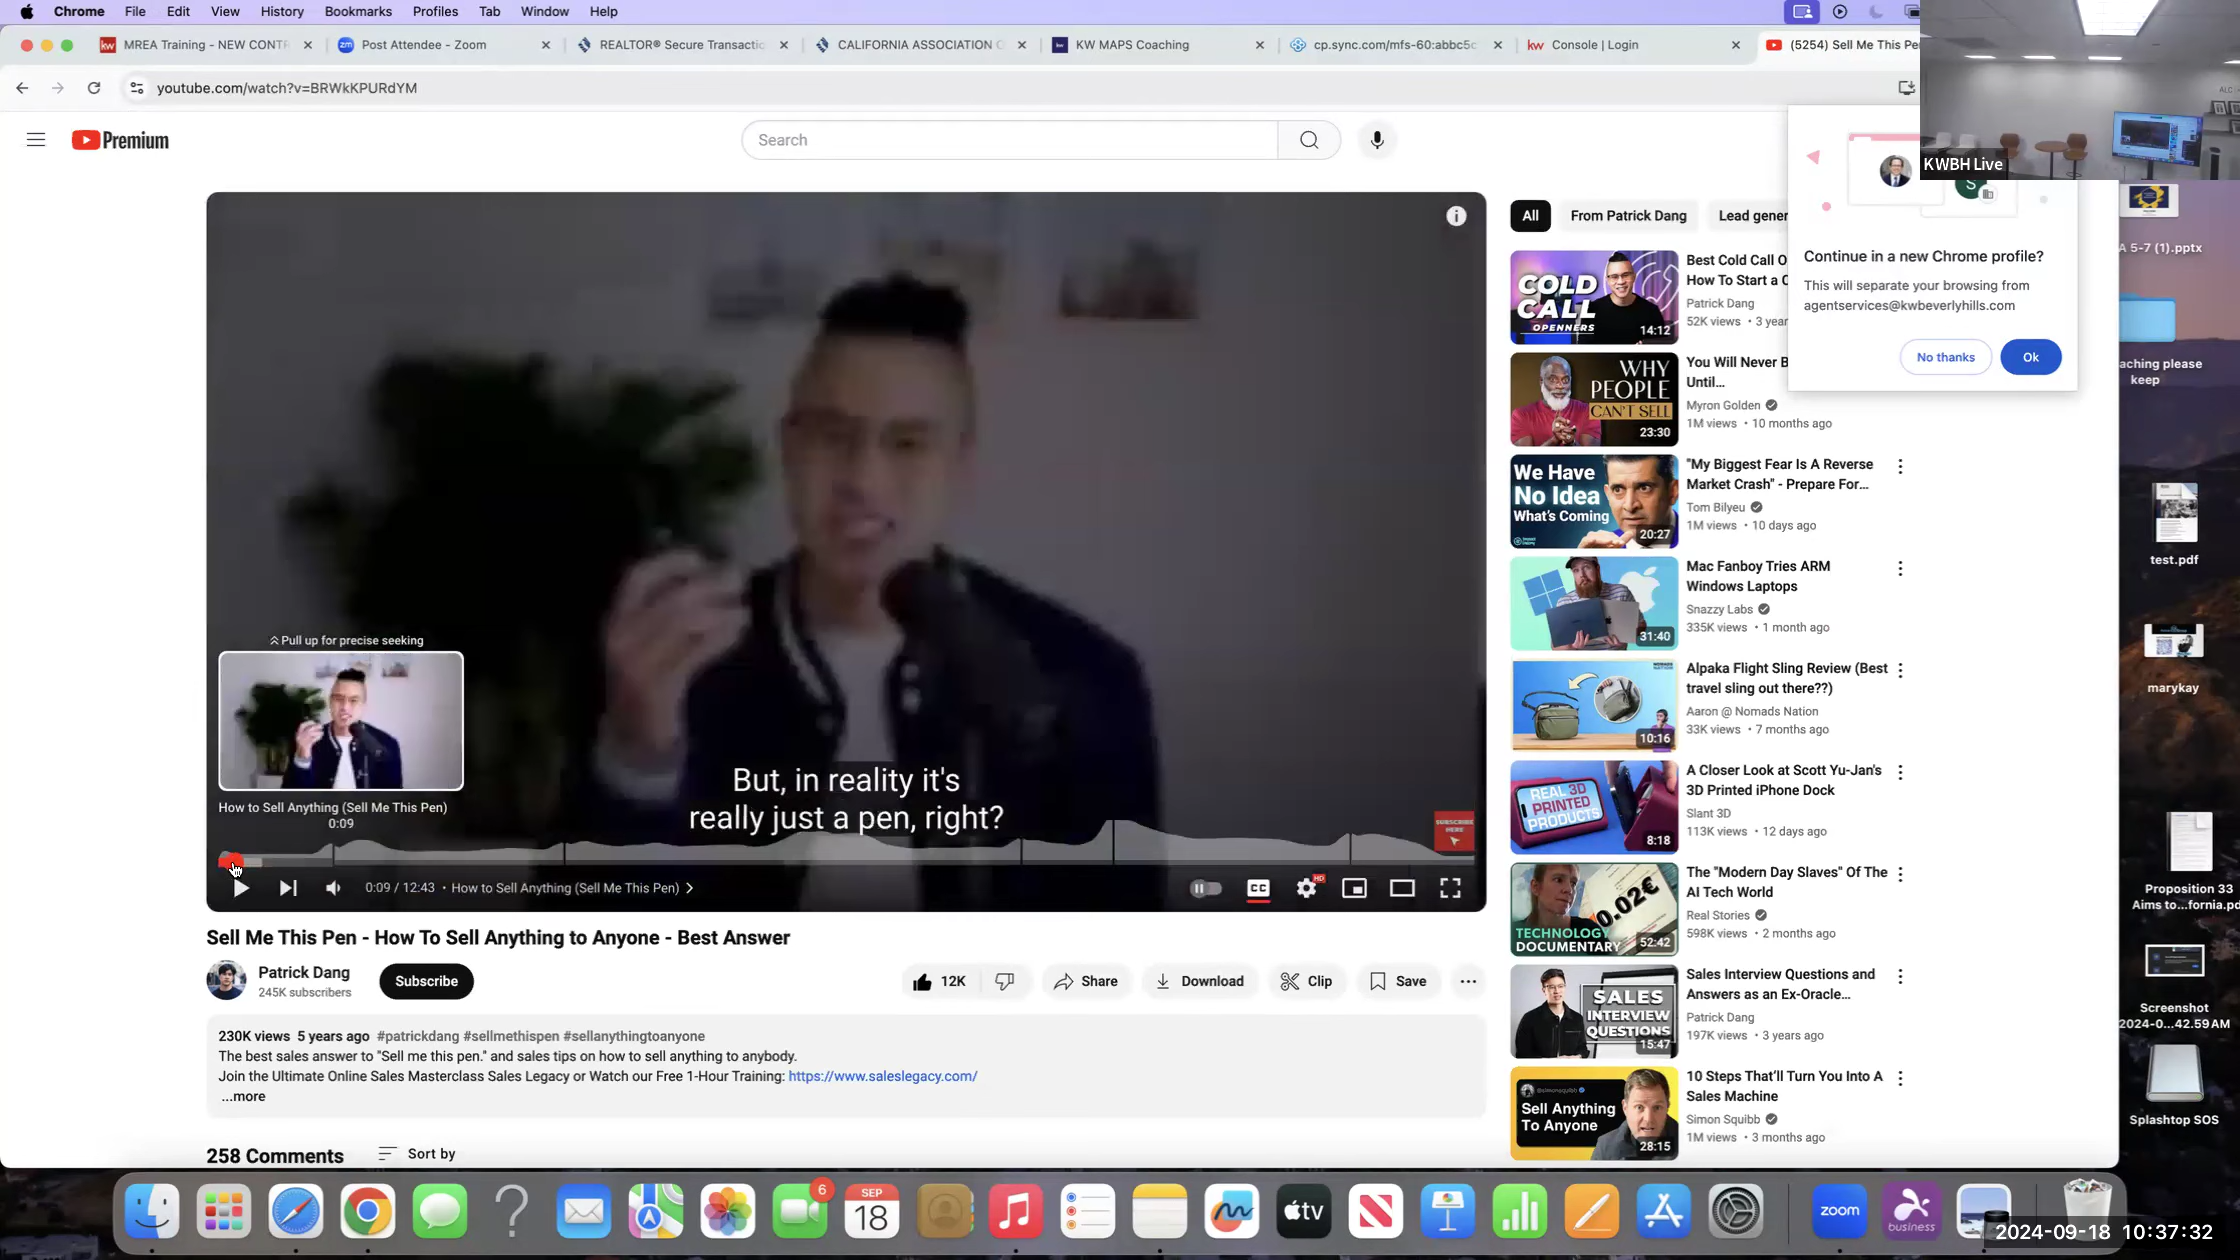 Chrome File Edit View History Bookmarks Profiles Tab Window Help
MREA Training - NEW CONT
Post Attendee - Zoom
REALTOR® Secure Transactic
CALIFORNIA ASSOCIATION
KW MAPS Coaching
cp.sync.com/mfs-60:abbc5c
kw Console | Login
(5254) Sell Me This Pe
youtube.com/watch?v=BRWkKPURdYM
KWBH Live
Premium
Search
Continue in a new Chrome profile?
This will separate your browsing from
agentservices@kwbeverlyhills.com
No thanks
Ok
Pull up for precise seeking
How to Sell Anything (Sell Me This Pen)
0:09
But, in reality it's
really just a pen, right?
SUBSCRIBE
HERE
0:09 / 12:43 • How to Sell Anything (Sell Me This Pen)
CC
HD
Sell Me This Pen - How To Sell Anything to Anyone - Best Answer
Patrick Dang
245K subscribers
Subscribe
12K
Share
Download
Clip
Save
230K views 5 years ago #patrickdang #sellmethispen #sellanythingtoanyone
The best sales answer to "Sell me this pen." and sales tips on how to sell anything to anybody.
Join the Ultimate Online Sales Masterclass Sales Legacy or Watch our Free 1-Hour Training: https://www.saleslegacy.com/
...more
258 Comments
Sort by
All
From Patrick Dang
Lead gener
COLD
CALL
OPENNERS
14:12
Best Cold Call O
How To Start a C
Patrick Dang
52K views • 3 year
WHY
PEOPLE
CAN'T SELL
23:30
You Will Never B
Until...
Myron Golden
1M views • 10 months ago
We Have
No Idea
What's Coming
20:27
"My Biggest Fear Is A Reverse
Market Crash" - Prepare For...
Tom Bilyeu
1M views • 10 days ago
31:40
Mac Fanboy Tries ARM
Windows Laptops
Snazzy Labs
335K views • 1 month ago
10:16
Alpaka Flight Sling Review (Best
travel sling out there??)
Aaron @ Nomads Nation
33K views • 7 months ago
REAL 3D
PRINTED
PRODUCTS
8:18
A Closer Look at Scott Yu-Jan's
3D Printed iPhone Dock
Slant 3D
113K views • 12 days ago
0.02€
TECHNOLOGY
DOCUMENTARY
52:42
The "Modern Day Slaves" Of The
AI Tech World
Real Stories
598K views • 2 months ago
SALES
INTERVIEW
QUESTIONS
15:47
Sales Interview Questions and
Answers as an Ex-Oracle...
Patrick Dang
197K views • 3 years ago
Sell Anything
To Anyone
28:15
10 Steps That'll Turn You Into A
Sales Machine
Simon Squibb
1M views • 3 months ago
A 5-7 (1).pptx
aching please
keep
test.pdf
marykay
Proposition 33
Aims to...fornia.pd
Screenshot
2024-0...42.59 AM
Splashtop SOS
6
SEP
18
tv
zoom
business
2024-09-18 10:37:32